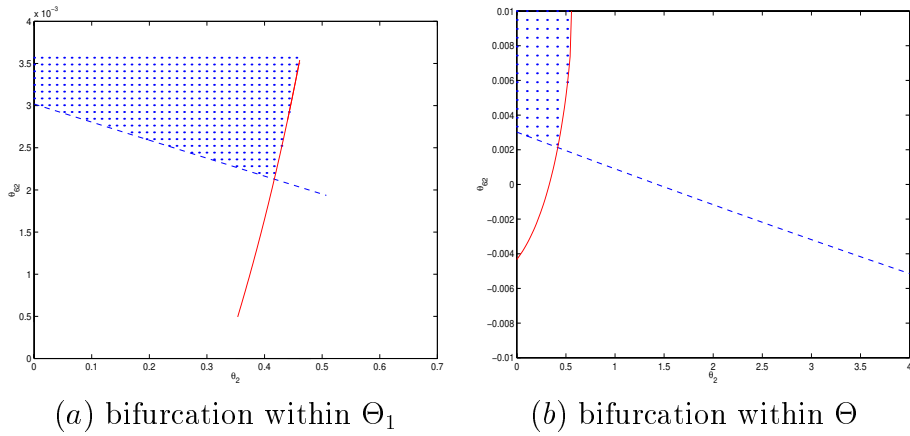 x 10⁻³
4
3.5
3
2.5
2
1.5
1
0.5
0
θ₆₂
0 0.1 0.2 0.3 0.4 0.5 0.6 0.7
θ₂
(a) bifurcation within Θ₁
0.01
0.008
0.006
0.004
0.002
0
−0.002
−0.004
−0.006
−0.008
−0.01
θ₆₂
0 0.5 1 1.5 2 2.5 3 3.5 4
θ₂
(b) bifurcation within Θ